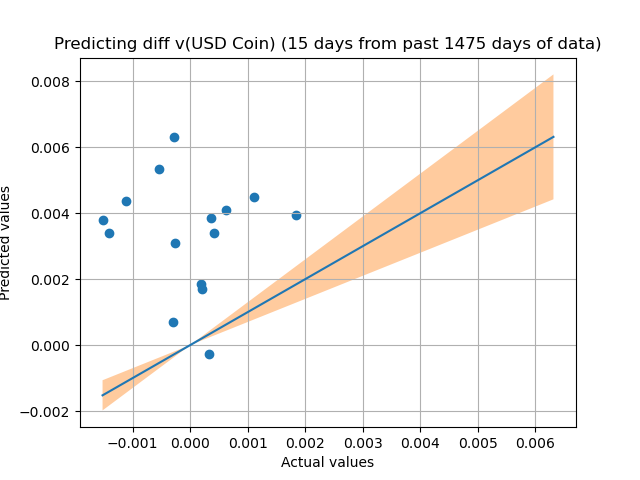 Predicting diff v(USD Coin) (15 days from past 1475 days of data)
0.008
0.006
0.004
0.002
0.000
−0.002
Predicted values
−0.001 0.000 0.001 0.002 0.003 0.004 0.005 0.006
Actual values